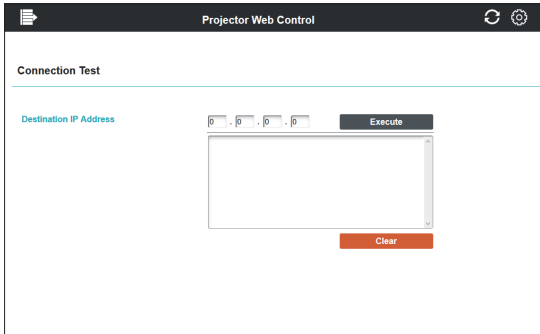 Projector Web Control
Connection Test
Destination IP Address 0 . 0 . 0 . 0 Execute
Clear